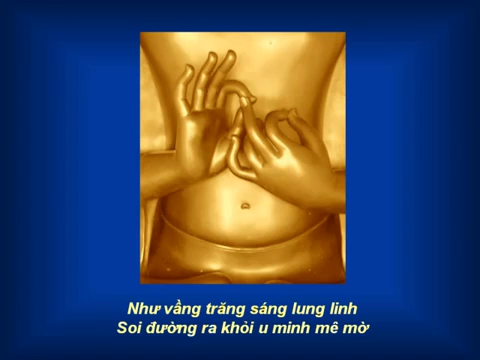 Như vầng trăng sáng lung linh
Soi đường ra khỏi u minh mê mờ